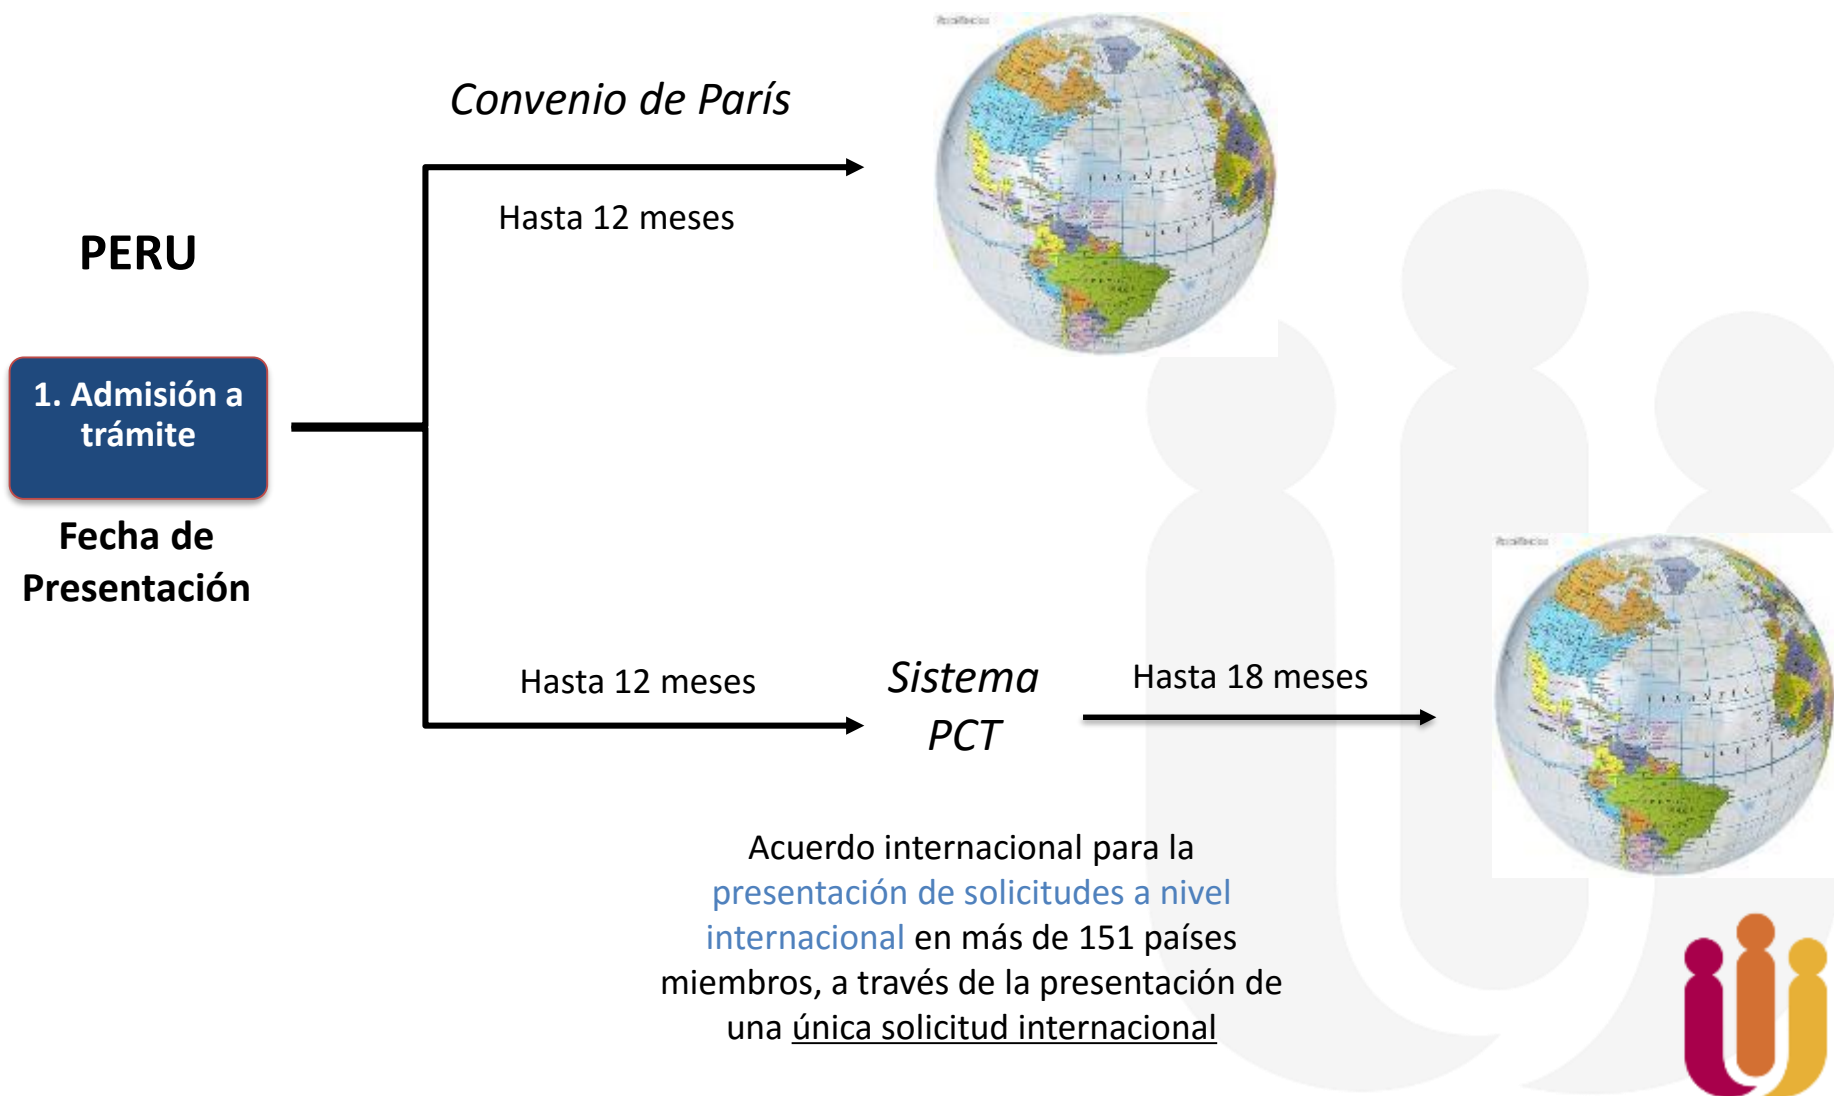 Convenio de París
Hasta 12 meses
PERU
1. Admisión a
trámite
Fecha de
Presentación
Hasta 12 meses
Sistema
PCT
Hasta 18 meses
Acuerdo internacional para la
presentación de solicitudes a nivel
internacional en más de 151 países
miembros, a través de la presentación de
una única solicitud internacional